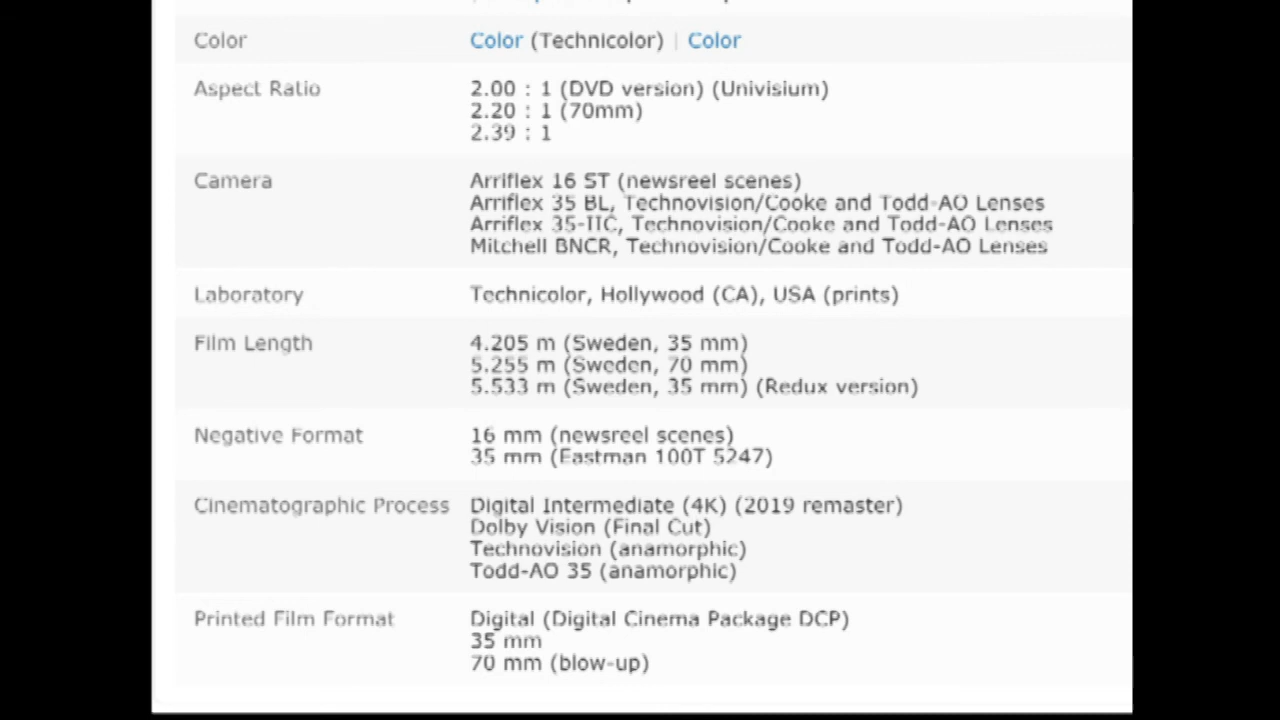 Color Color (Technicolor) | Color
Aspect Ratio 2.00 : 1 (DVD version) (Univisium)
2.20 : 1 (70mm)
2.39 : 1
Camera Arriflex 16 ST (newsreel scenes)
Arriflex 35 BL, Technovision/Cooke and Todd-AO Lenses
Arriflex 35-IIC, Technovision/Cooke and Todd-AO Lenses
Mitchell BNCR, Technovision/Cooke and Todd-AO Lenses
Laboratory Technicolor, Hollywood (CA), USA (prints)
Film Length 4.205 m (Sweden, 35 mm)
5.255 m (Sweden, 70 mm)
5.533 m (Sweden, 35 mm) (Redux version)
Negative Format 16 mm (newsreel scenes)
35 mm (Eastman 100T 5247)
Cinematographic Process Digital Intermediate (4K) (2019 remaster)
Dolby Vision (Final Cut)
Technovision (anamorphic)
Todd-AO 35 (anamorphic)
Printed Film Format Digital (Digital Cinema Package DCP)
35 mm
70 mm (blow-up)